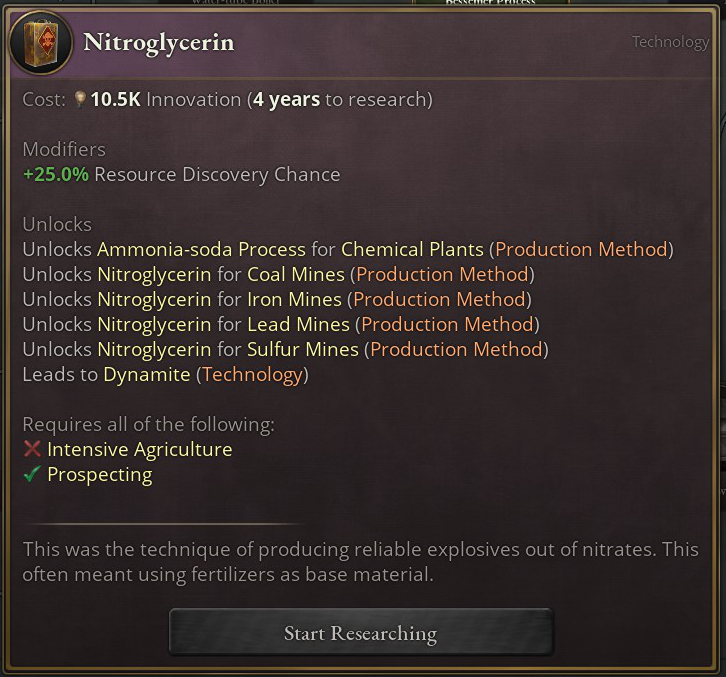 Bessemer Process
Nitroglycerin
Technology
Cost: 10.5K Innovation (4 years to research)
Modifiers
+25.0% Resource Discovery Chance
Unlocks
Unlocks Ammonia-soda Process for Chemical Plants (Production Method)
Unlocks Nitroglycerin for Coal Mines (Production Method)
Unlocks Nitroglycerin for Iron Mines (Production Method)
Unlocks Nitroglycerin for Lead Mines (Production Method)
Unlocks Nitroglycerin for Sulfur Mines (Production Method)
Leads to Dynamite (Technology)
Requires all of the following:
Intensive Agriculture
Prospecting
This was the technique of producing reliable explosives out of nitrates. This
often meant using fertilizers as base material.
Start Researching